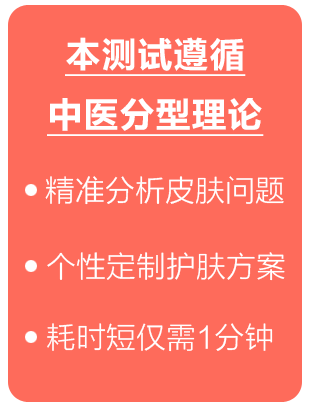 本测试遵循
中医分型理论
精准分析皮肤问题
个性定制护肤方案
耗时短仅需1分钟